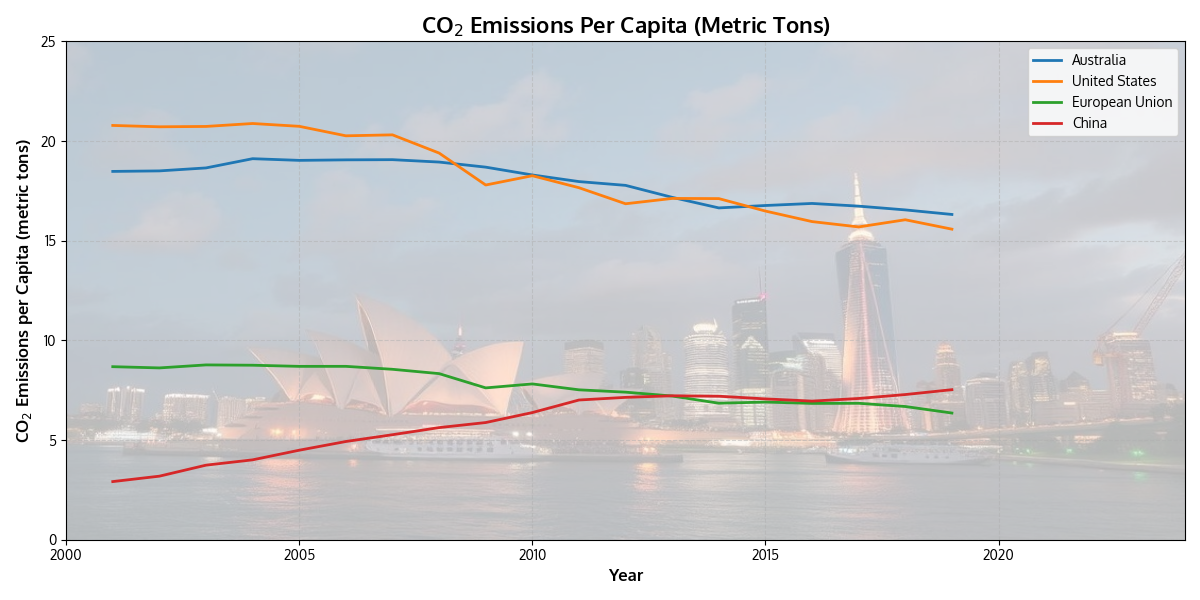 CO₂ Emissions Per Capita (Metric Tons)
CO₂ Emissions per Capita (metric tons)
25
20
15
10
5
0
Australia
United States
European Union
China
2000 2005 2010 2015 2020
Year